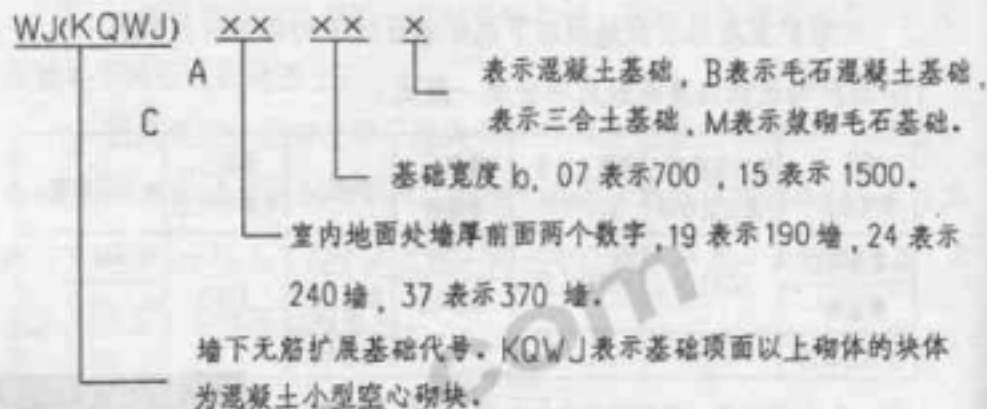 WJ(KQWJ) ×× ×× ×
A 表示混凝土基础，B表示毛石混凝土基础，
C 表示三合土基础，M表示浆砌毛石基础。
基础宽度 b，07 表示700，15 表示 1500。
室内地面处墙厚前面两个数字，19 表示190墙，24 表示
240墙，37 表示370 墙。
墙下无筋扩展基础代号。KQWJ表示基础顶面以上砌体的块体
为混凝土小型空心砌块。
com